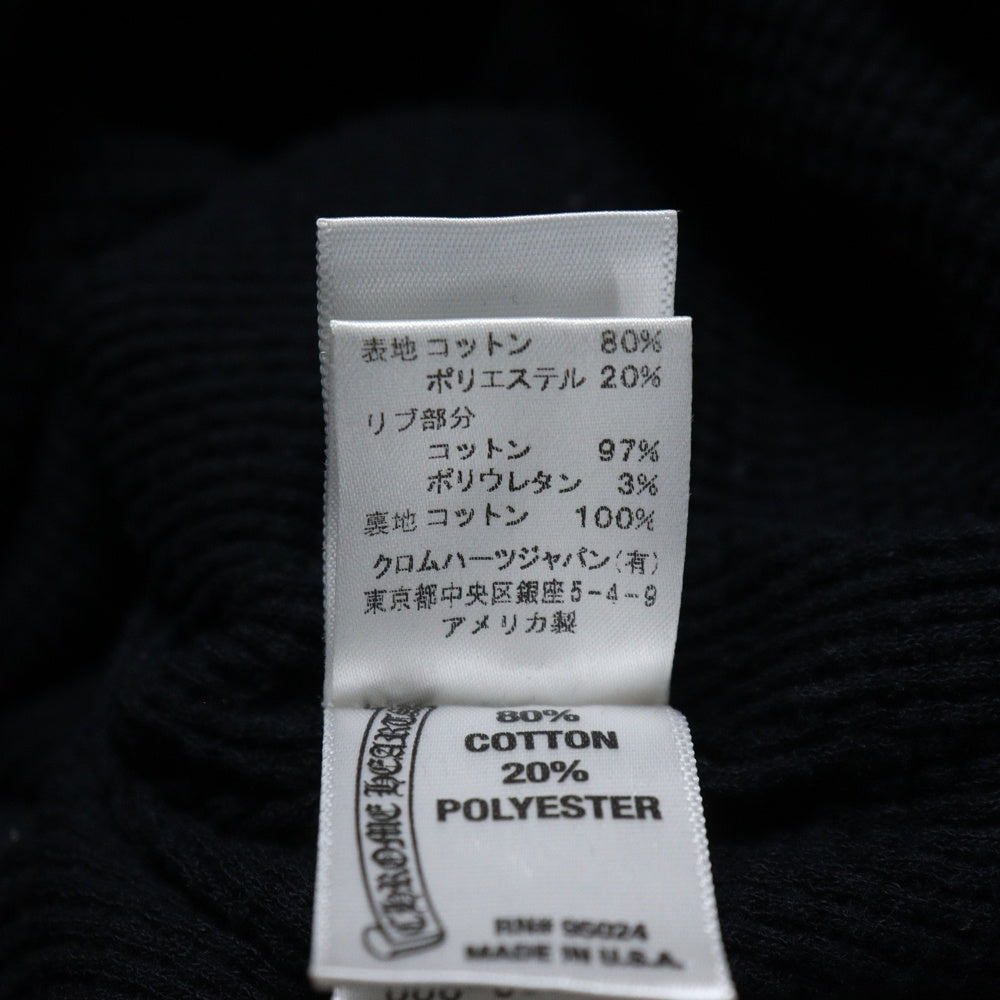 表地 コットン 80%
ポリエステル 20%
リブ部分
コットン 97%
ポリウレタン 3%
裏地 コットン 100%
クロムハーツジャパン(有)
東京都中央区銀座5-4-9
アメリカ製
CHROME HEARTS
80%
COTTON
20%
POLYESTER
RN# 95024
MADE IN U.S.A.